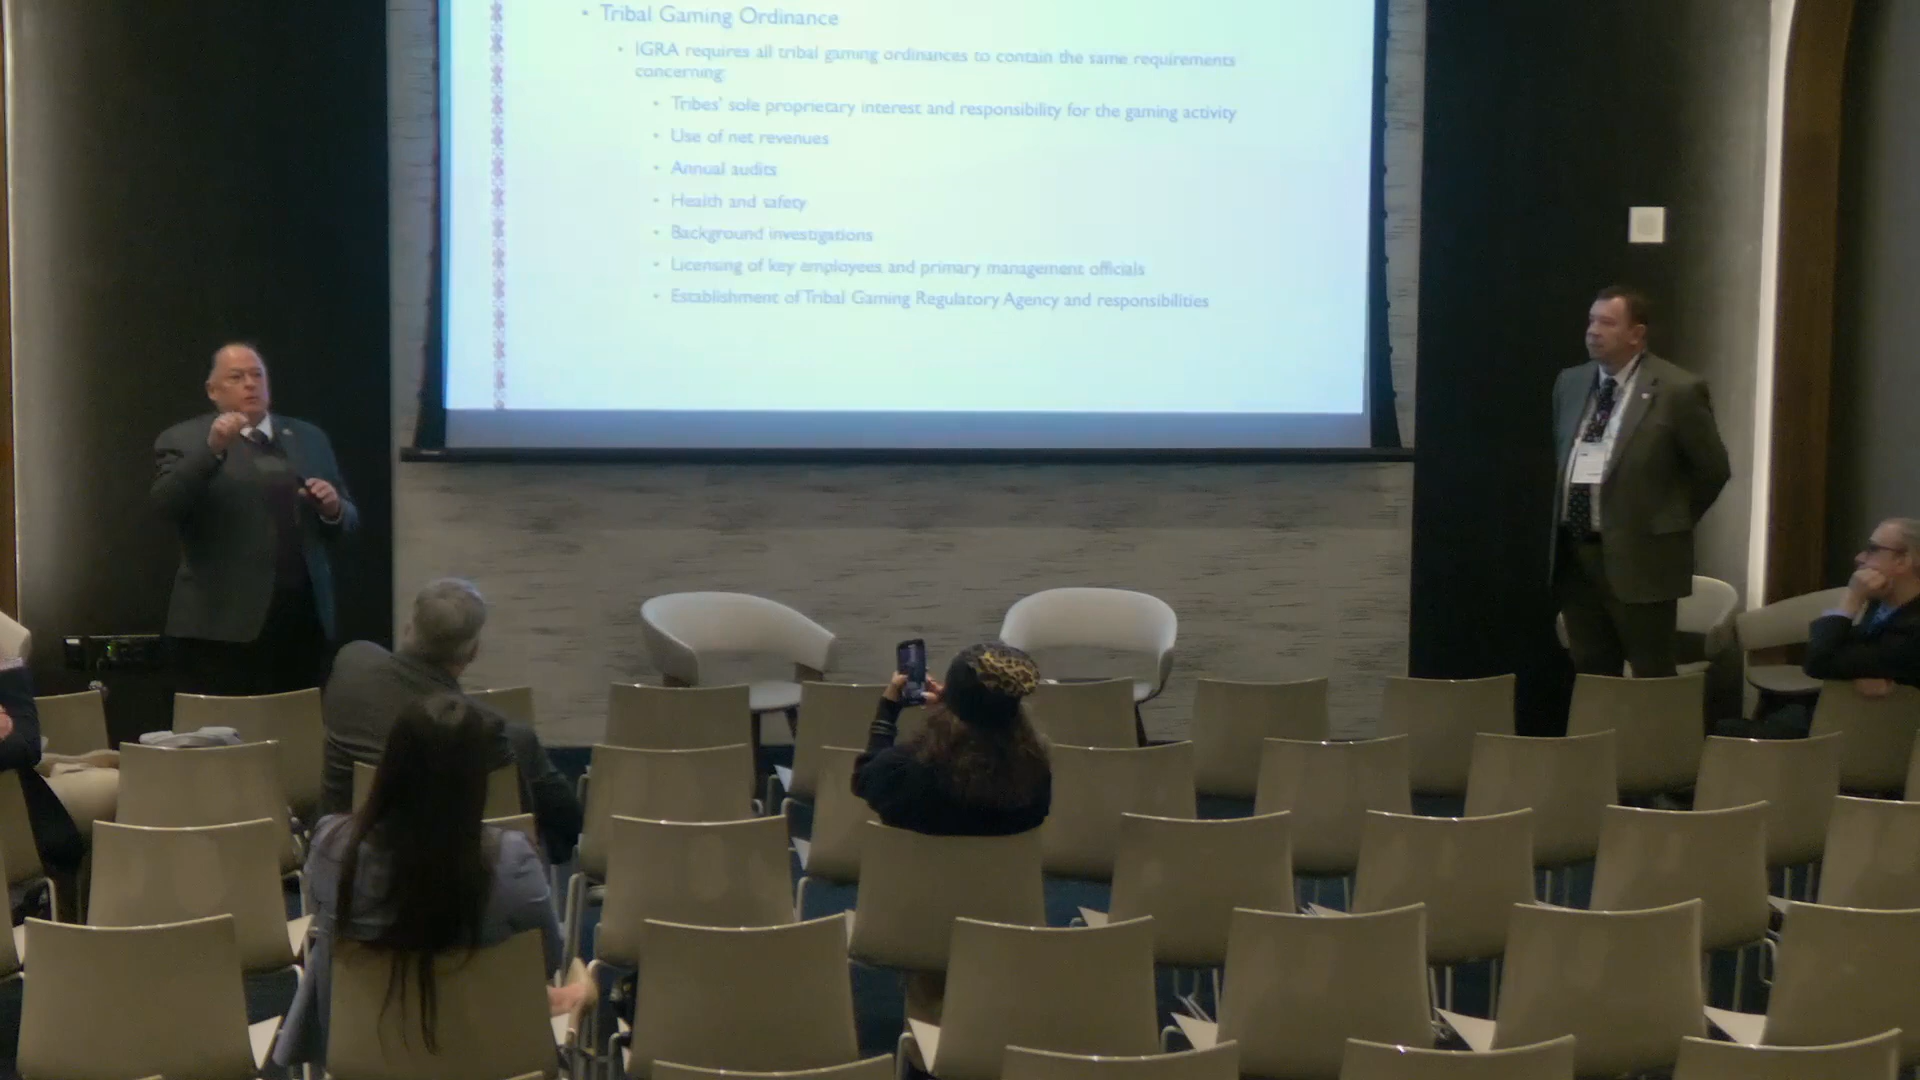 • Tribal Gaming Ordinance
• IGRA requires all tribal gaming ordinances to contain the same requirements
concerning:
• Tribes' sole proprietary interest and responsibility for the gaming activity
• Use of net revenues
• Annual audits
• Health and safety
• Background investigations
• Licensing of key employees and primary management officials
• Establishment of Tribal Gaming Regulatory Agency and responsibilities